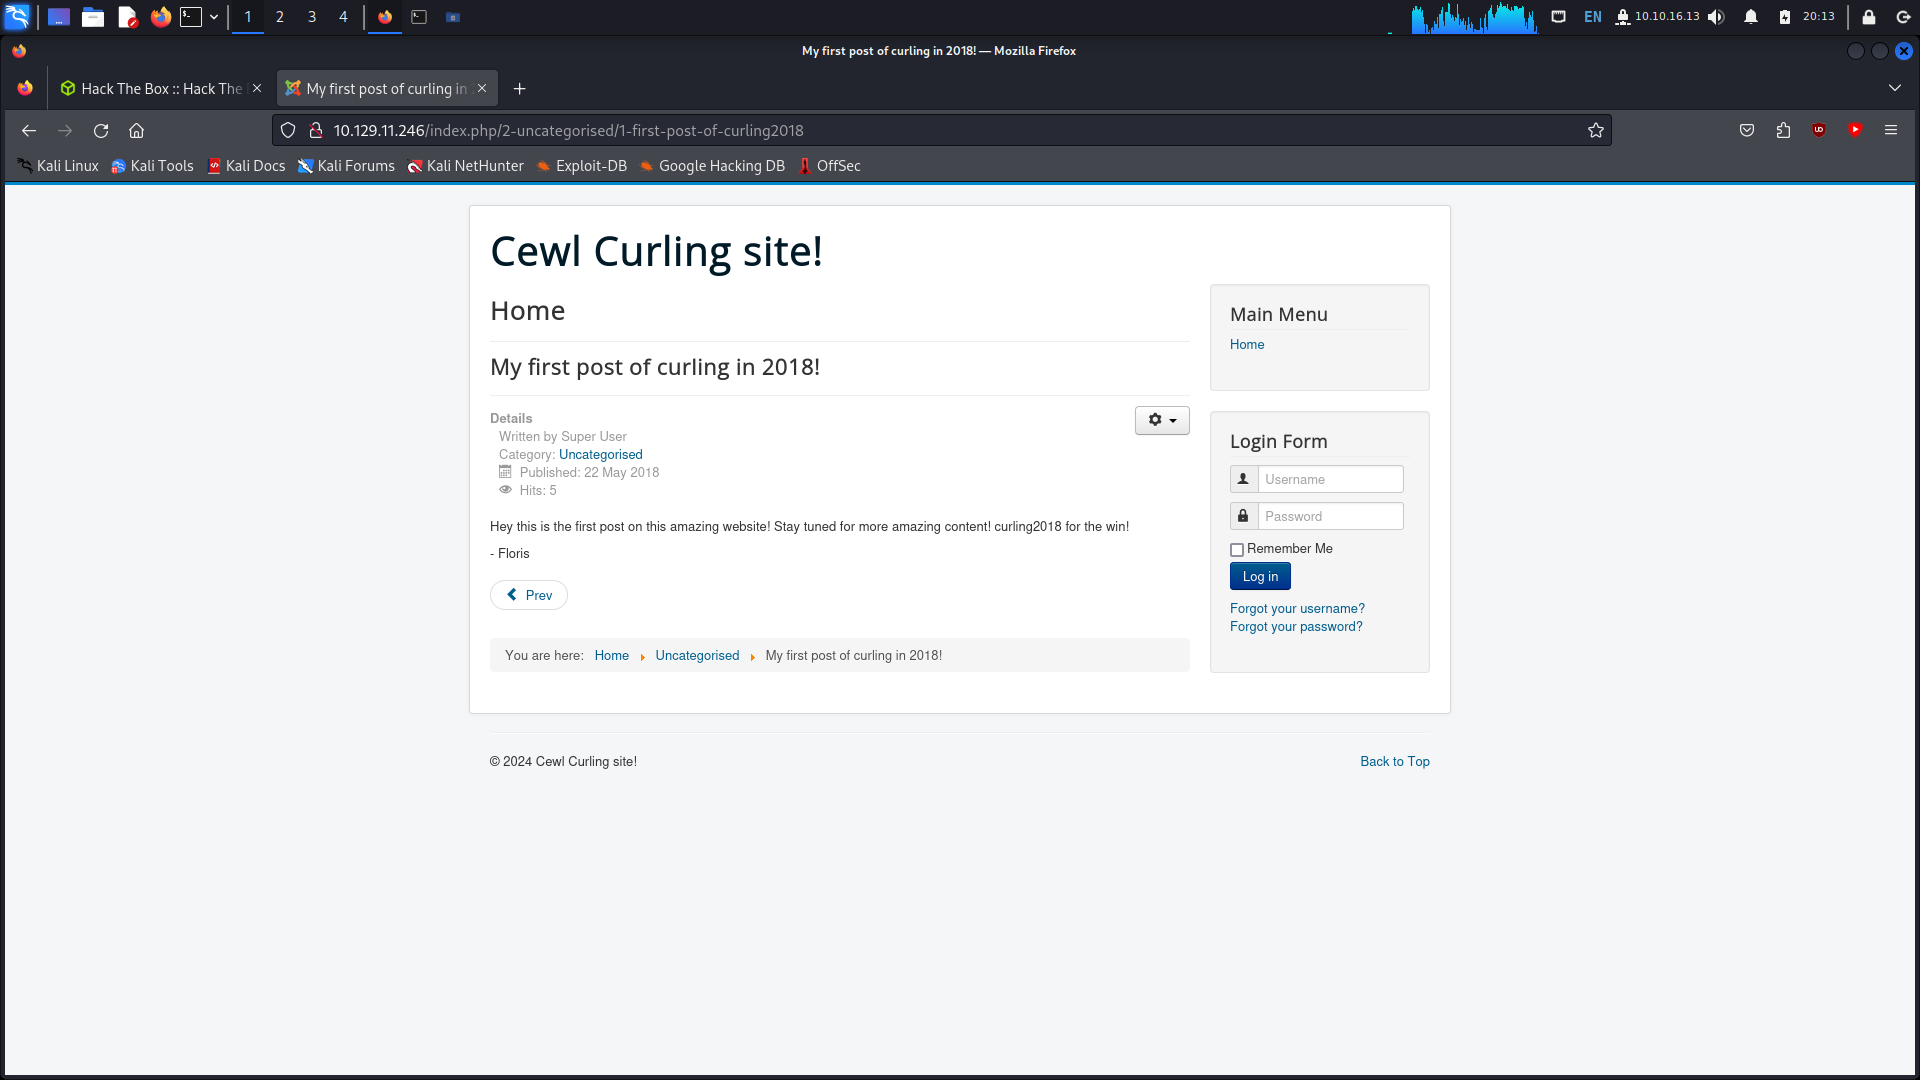 1 2 3 4 EN 10.10.16.13 20:13
My first post of curling in 2018! — Mozilla Firefox
Hack The Box :: Hack The
My first post of curling in
10.129.11.246/index.php/2-uncategorised/1-first-post-of-curling2018
Kali Linux Kali Tools Kali Docs Kali Forums Kali NetHunter Exploit-DB Google Hacking DB OffSec
Cewl Curling site!
Home
My first post of curling in 2018!
Details
Written by Super User
Category: Uncategorised
Published: 22 May 2018
Hits: 5
Hey this is the first post on this amazing website! Stay tuned for more amazing content! curling2018 for the win!
- Floris
Prev
You are here: Home Uncategorised My first post of curling in 2018!
Main Menu
Home
Login Form
Username
Password
Remember Me
Log in
Forgot your username?
Forgot your password?
© 2024 Cewl Curling site!
Back to Top